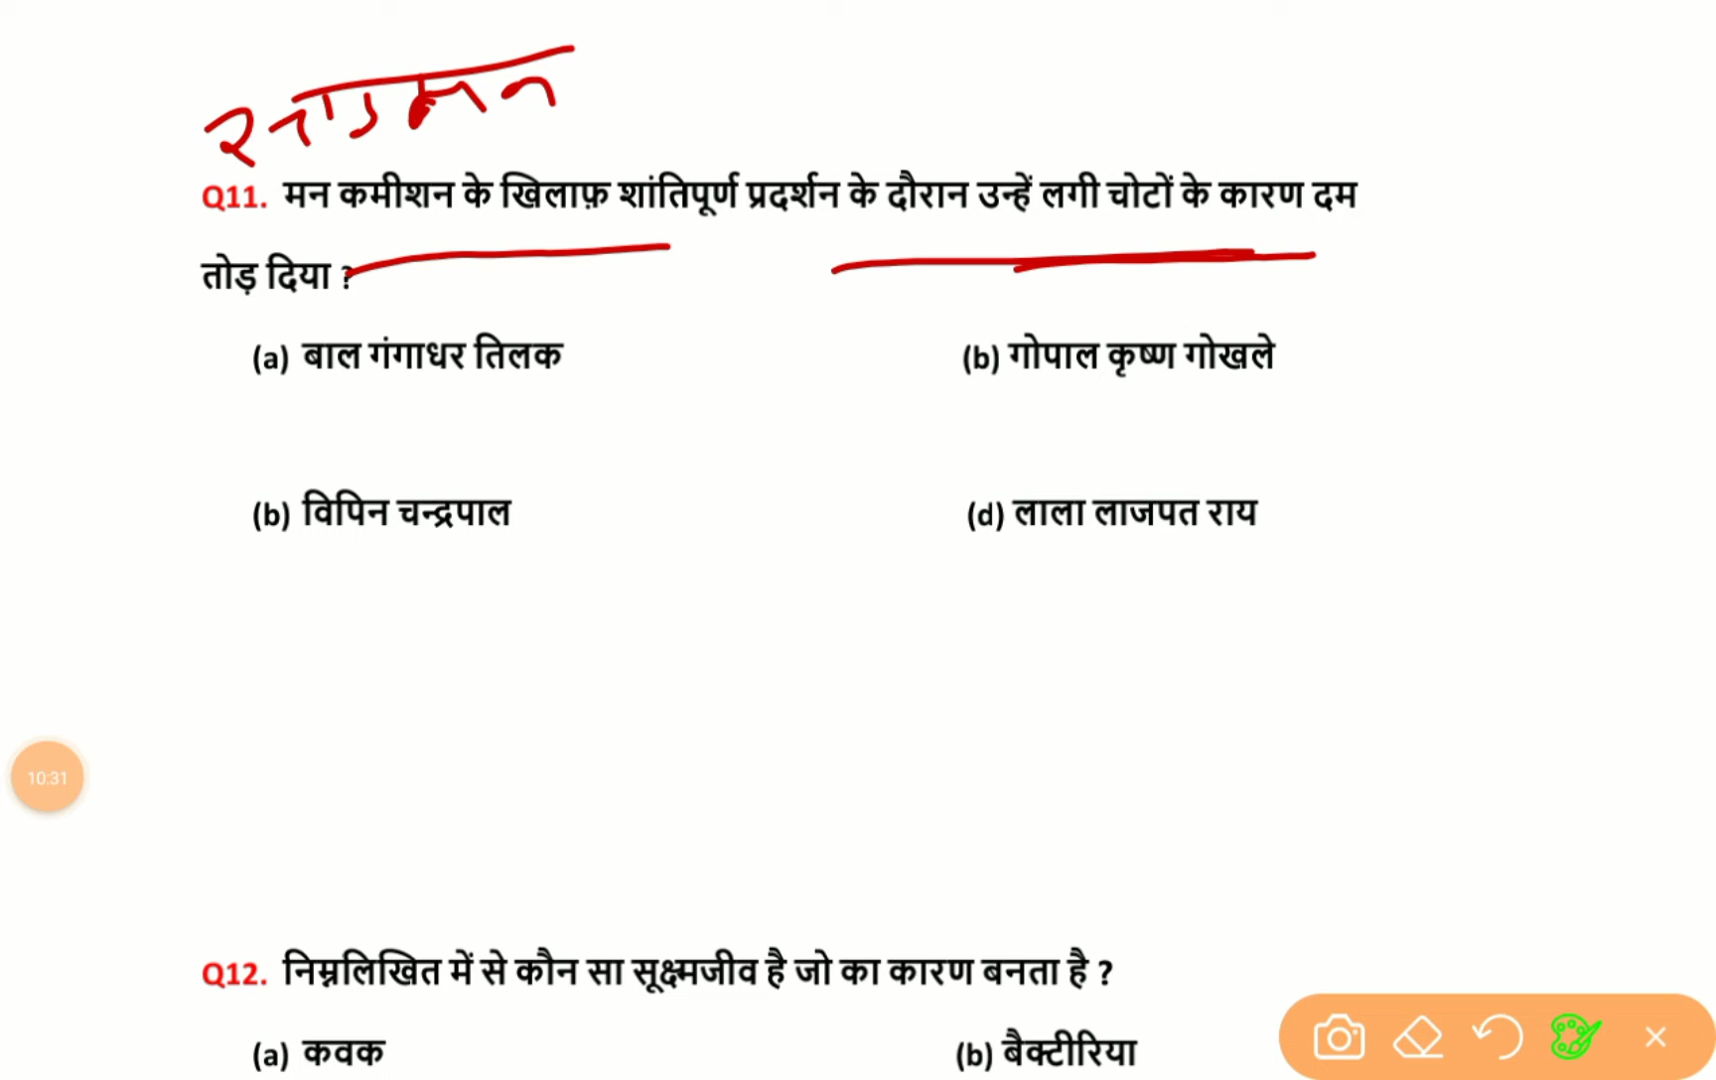 Q11. मन कमीशन के खिलाफ़ शांतिपूर्ण प्रदर्शन के दौरान उन्हें लगी चोटों के कारण दम
तोड़ दिया ?
(a) बाल गंगाधर तिलक (b) गोपाल कृष्ण गोखले
(b) विपिन चन्द्रपाल (d) लाला लाजपत राय
10:31
Q12. निम्नलिखित में से कौन सा सूक्ष्मजीव है जो का कारण बनता है ?
(a) कवक (b) बैक्टीरिया